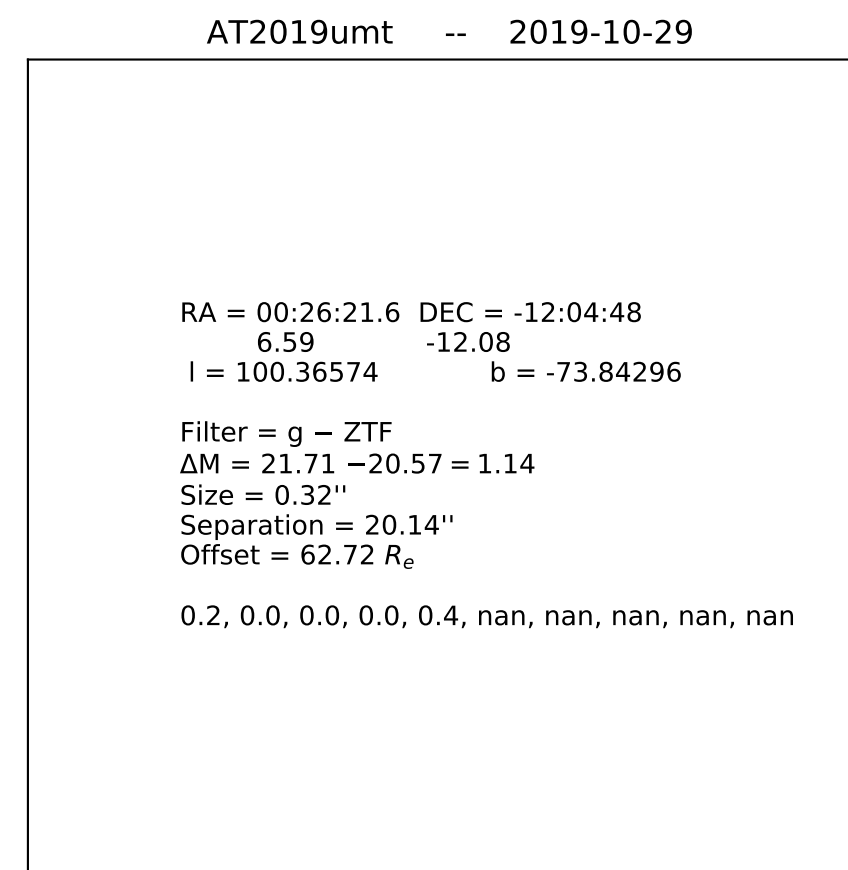 AT2019umt -- 2019-10-29
RA = 00:26:21.6 DEC = -12:04:48
6.59 -12.08
l = 100.36574 b = -73.84296
Filter = g − ZTF
ΔM = 21.71 −20.57 = 1.14
Size = 0.32''
Separation = 20.14''
Offset = 62.72 Re
0.2, 0.0, 0.0, 0.0, 0.4, nan, nan, nan, nan, nan